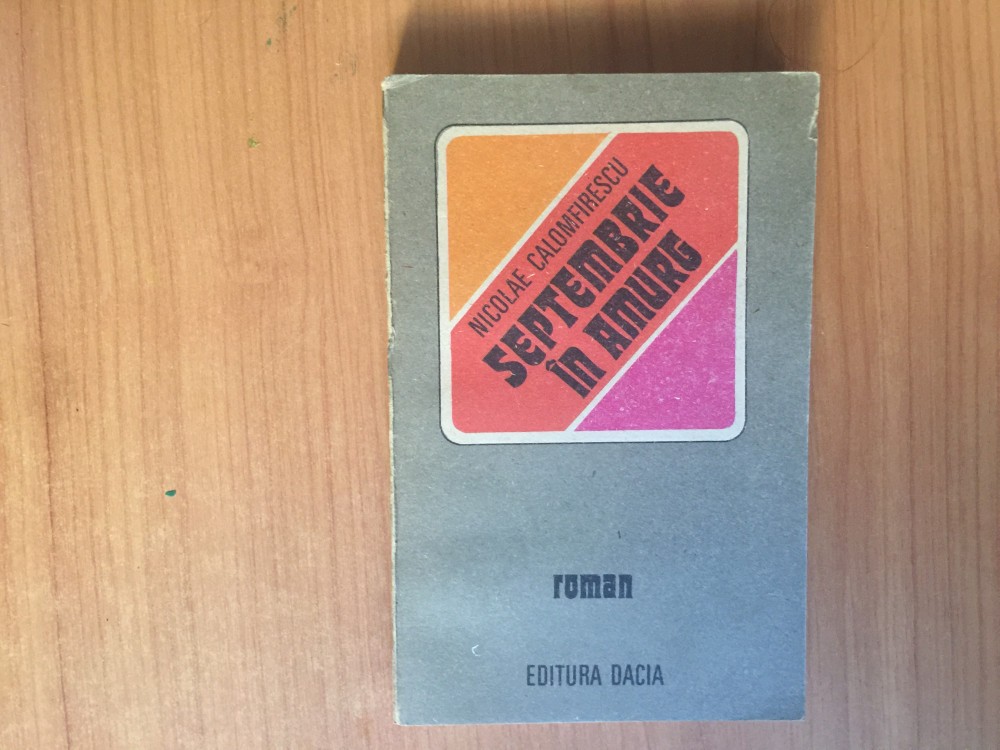 NICOLAE CALOMFIRESCU
SEPTEMBRIE
ÎN AMURG
roman
EDITURA DACIA